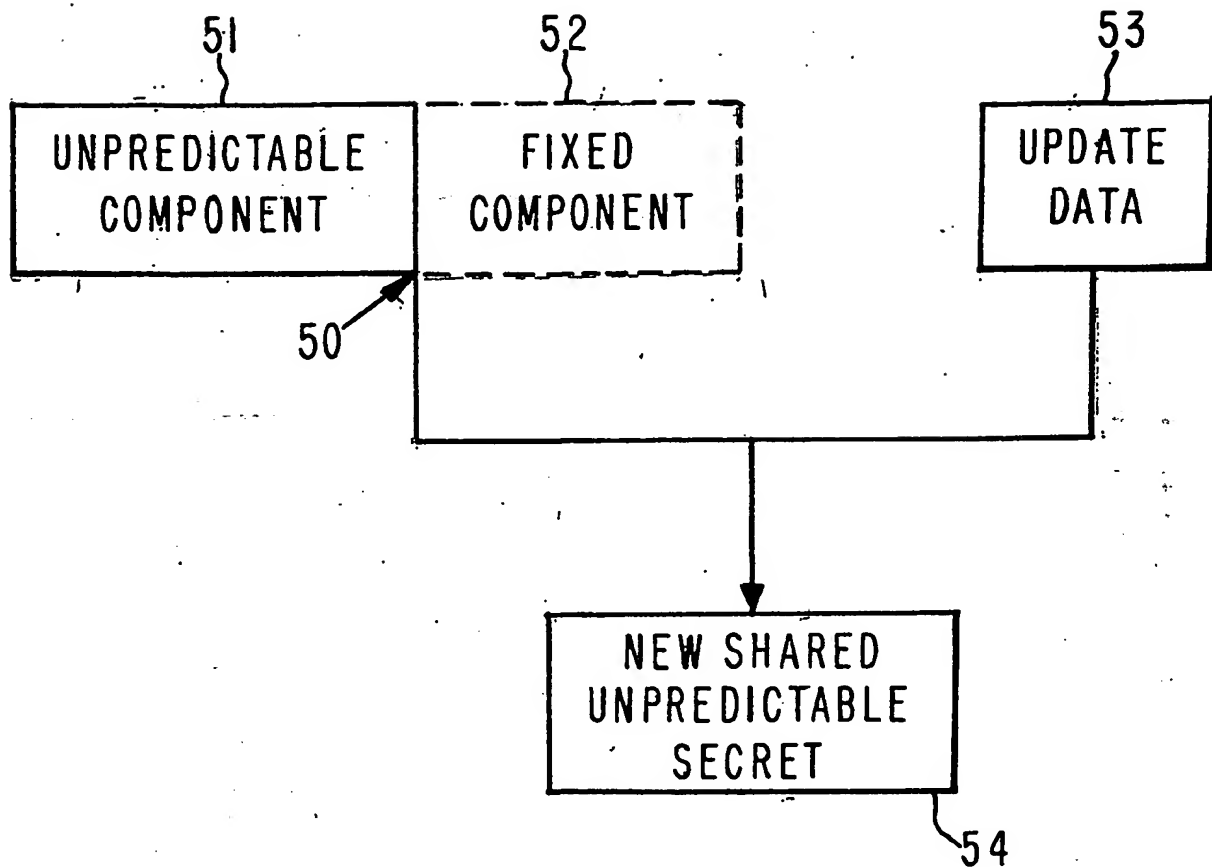 51
52
53
UNPREDICTABLE
COMPONENT
FIXED
COMPONENT
UPDATE
DATA
50
NEW SHARED
UNPREDICTABLE
SECRET
54